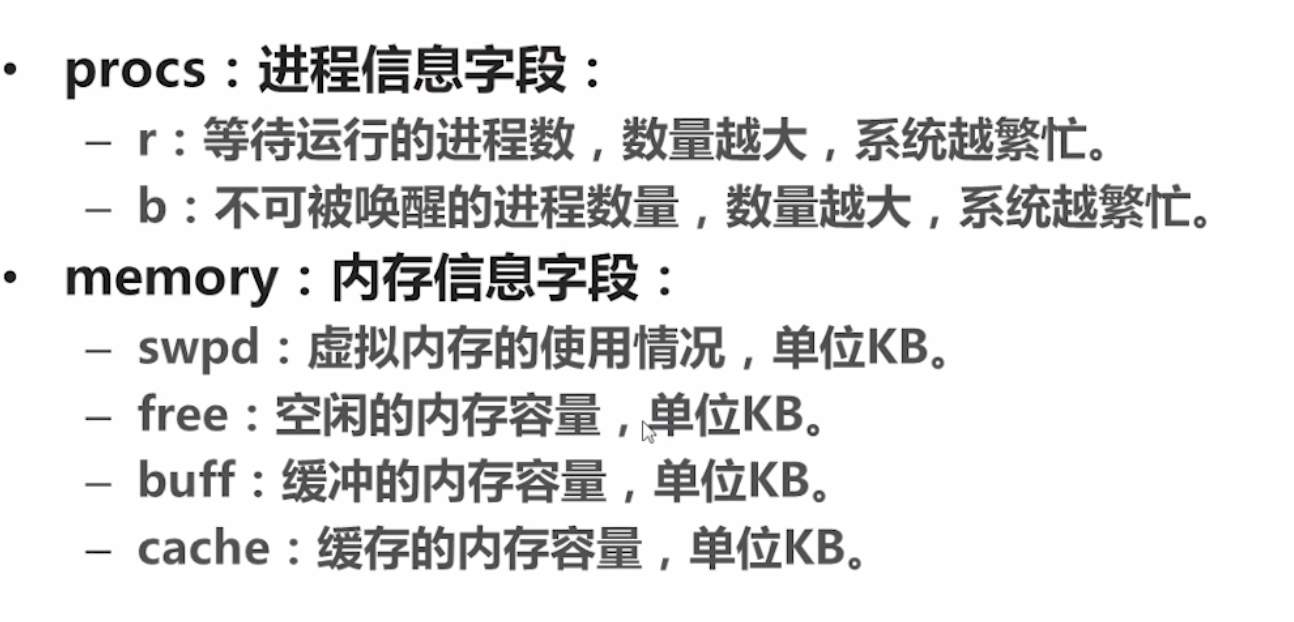 • procs：进程信息字段：
– r：等待运行的进程数，数量越大，系统越繁忙。
– b：不可被唤醒的进程数量，数量越大，系统越繁忙。
• memory：内存信息字段：
– swpd：虚拟内存的使用情况，单位KB。
– free：空闲的内存容量，单位KB。
– buff：缓冲的内存容量，单位KB。
– cache：缓存的内存容量，单位KB。